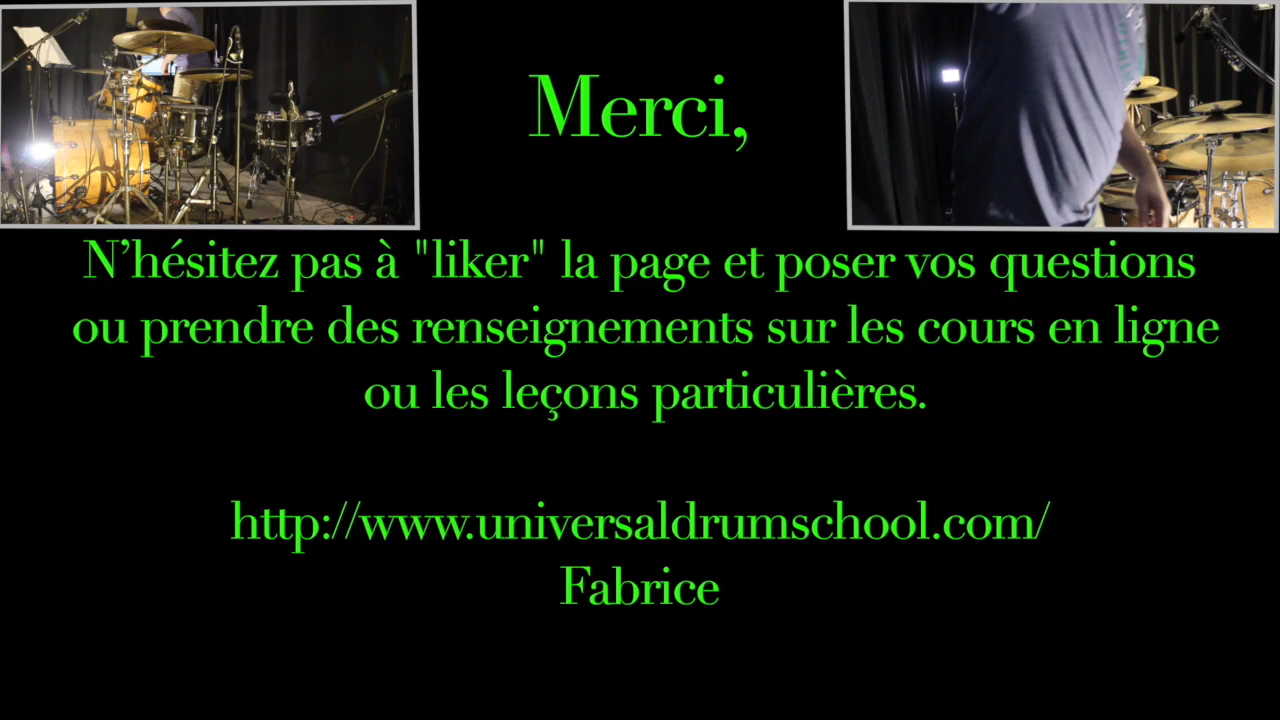 Merci,
N’hésitez pas à "liker" la page et poser vos questions
ou prendre des renseignements sur les cours en ligne
ou les leçons particulières.
http://www.universaldrumschool.com/
Fabrice